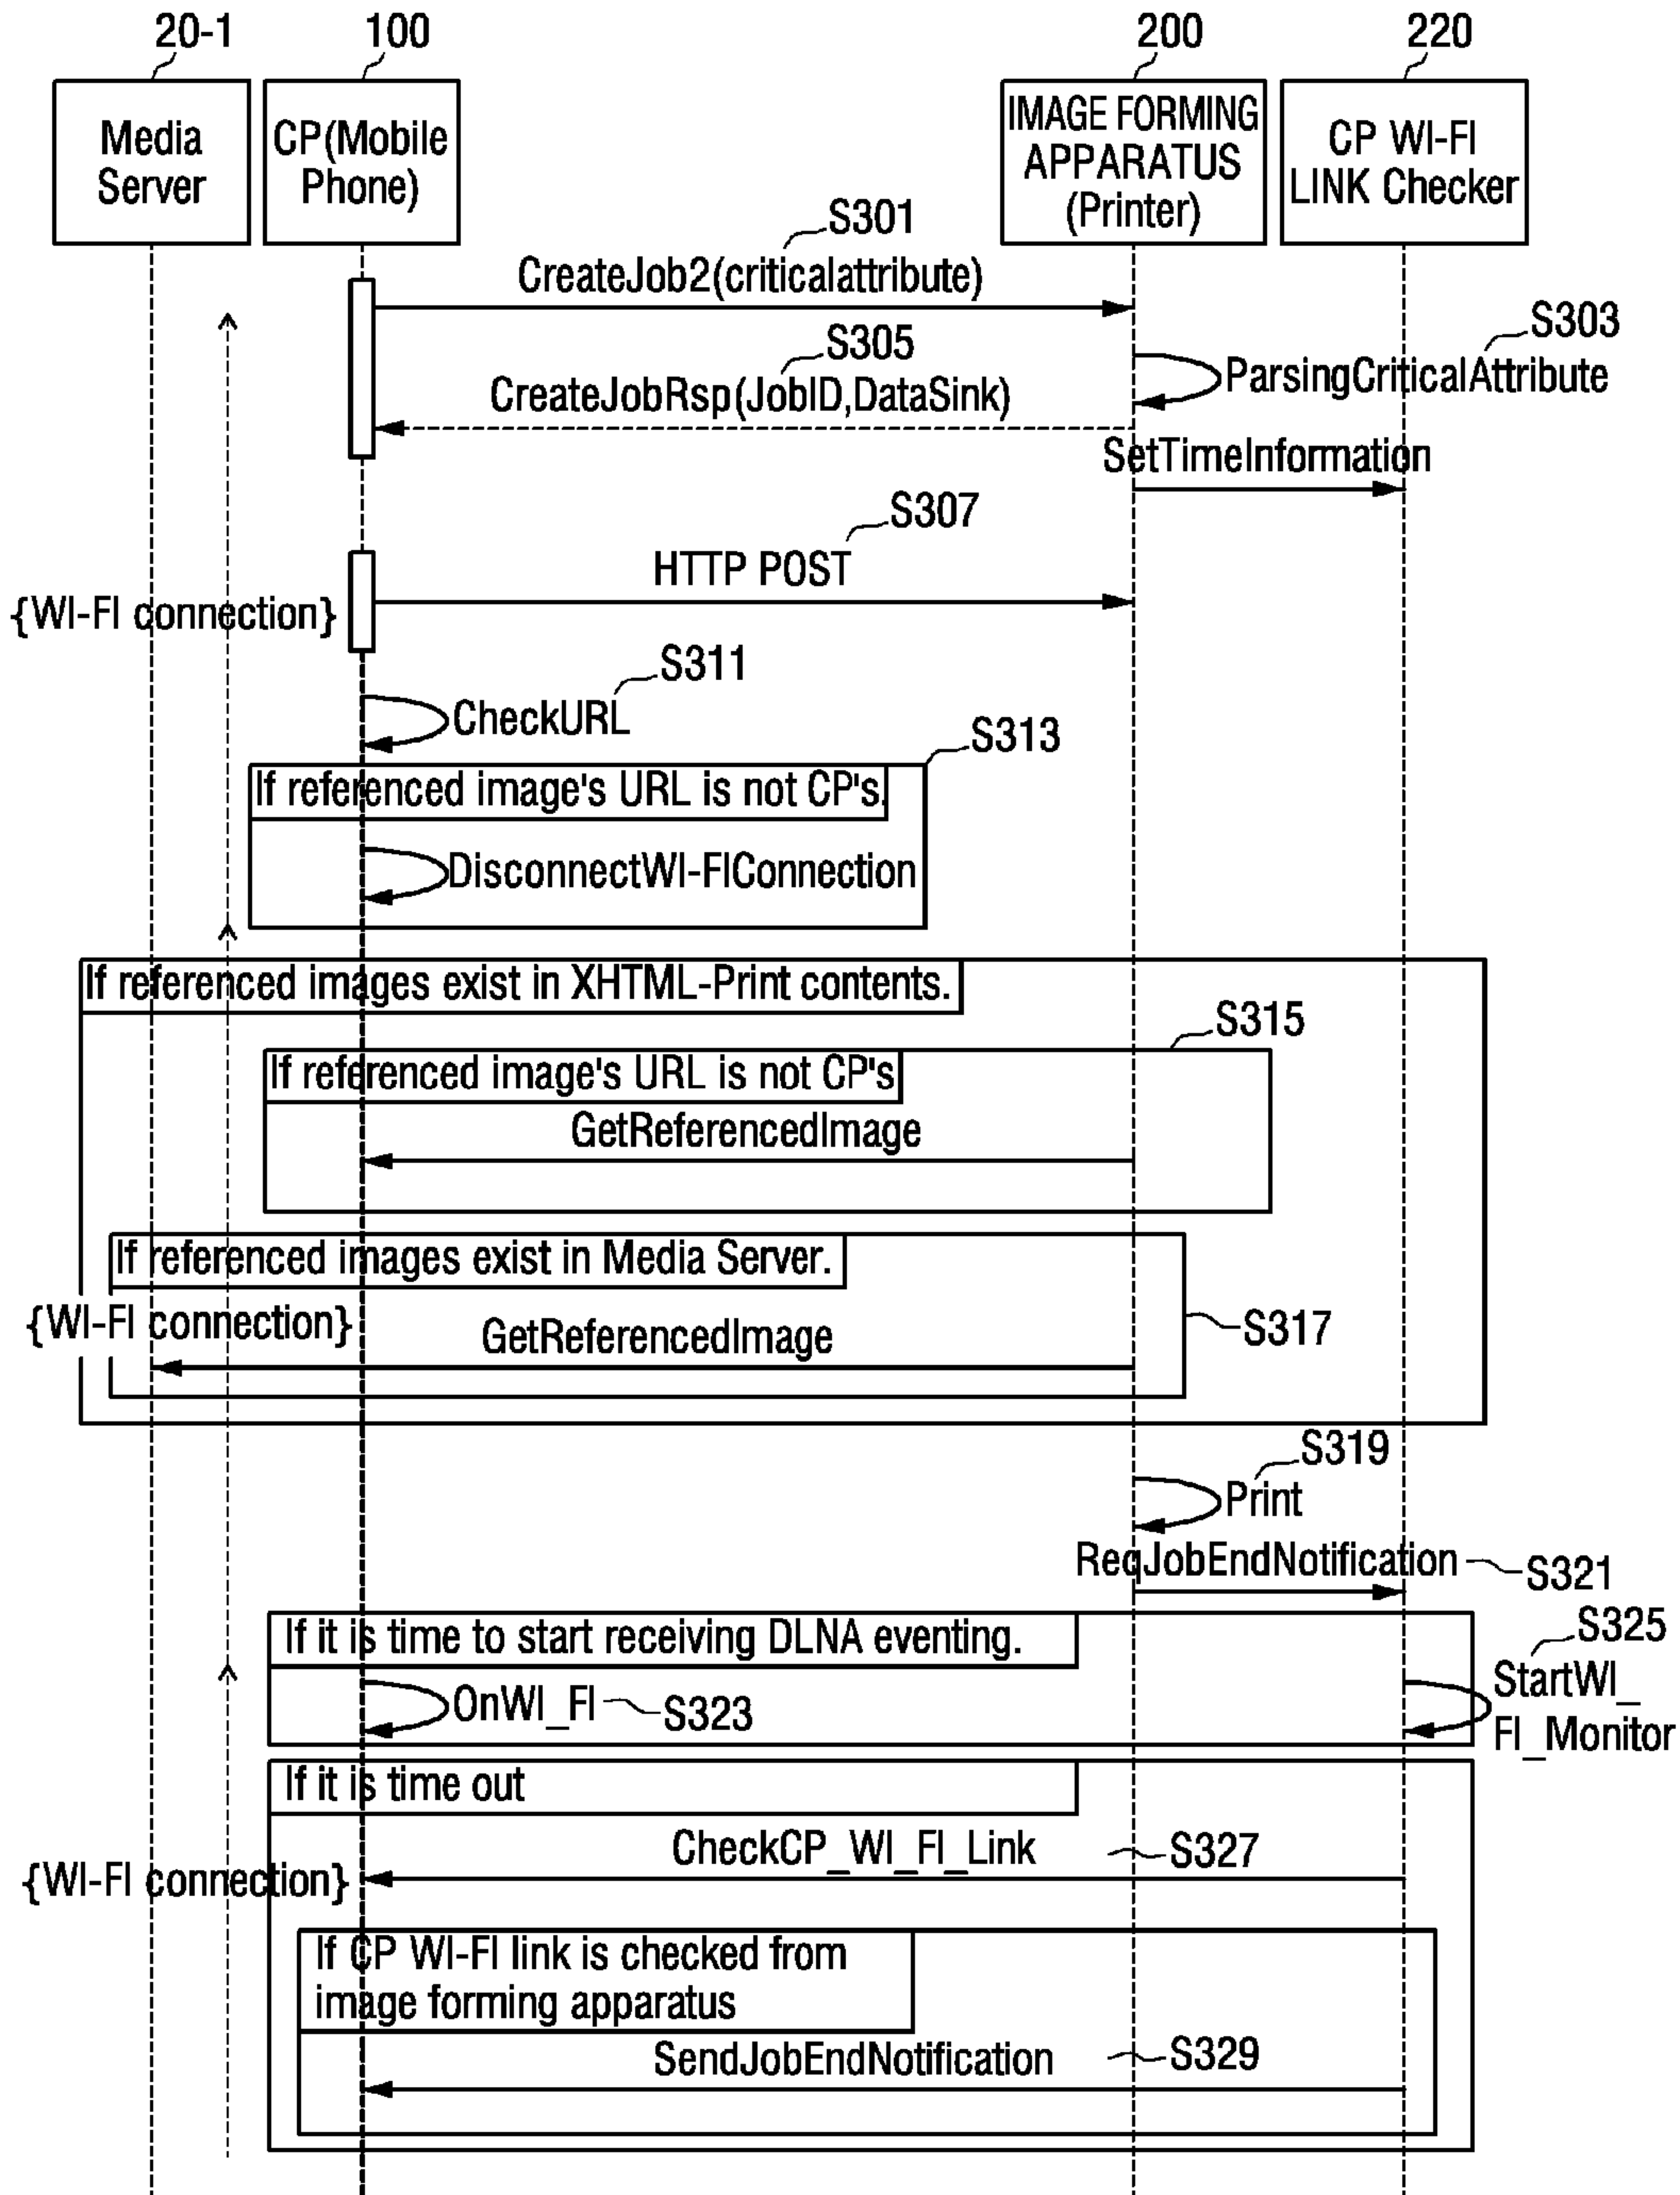 20-1
100
200
220
Media
Server
CP(Mobile
Phone)
IMAGE FORMING
APPARATUS
(Printer)
CP WI-FI
LINK Checker
S301
CreateJob2(criticalattribute)
S303
ParsingCriticalAttribute
S305
CreateJobRsp(JobID,DataSink)
SetTimeInformation
S307
HTTP POST
{WI-FI connection}
S311
CheckURL
S313
If referenced image's URL is not CP's.
DisconnectWI-FIConnection
If referenced images exist in XHTML-Print contents.
S315
If referenced image's URL is not CP's
GetReferencedImage
If referenced images exist in Media Server.
{WI-FI connection}
S317
GetReferencedImage
S319
Print
ReqJobEndNotification
S321
If it is time to start receiving DLNA eventing.
S325
StartWI_
FI_Monitor
OnWI_FI
S323
If it is time out
CheckCP_WI_FI_Link
S327
{WI-FI connection}
If CP WI-FI link is checked from
image forming apparatus
SendJobEndNotification
S329